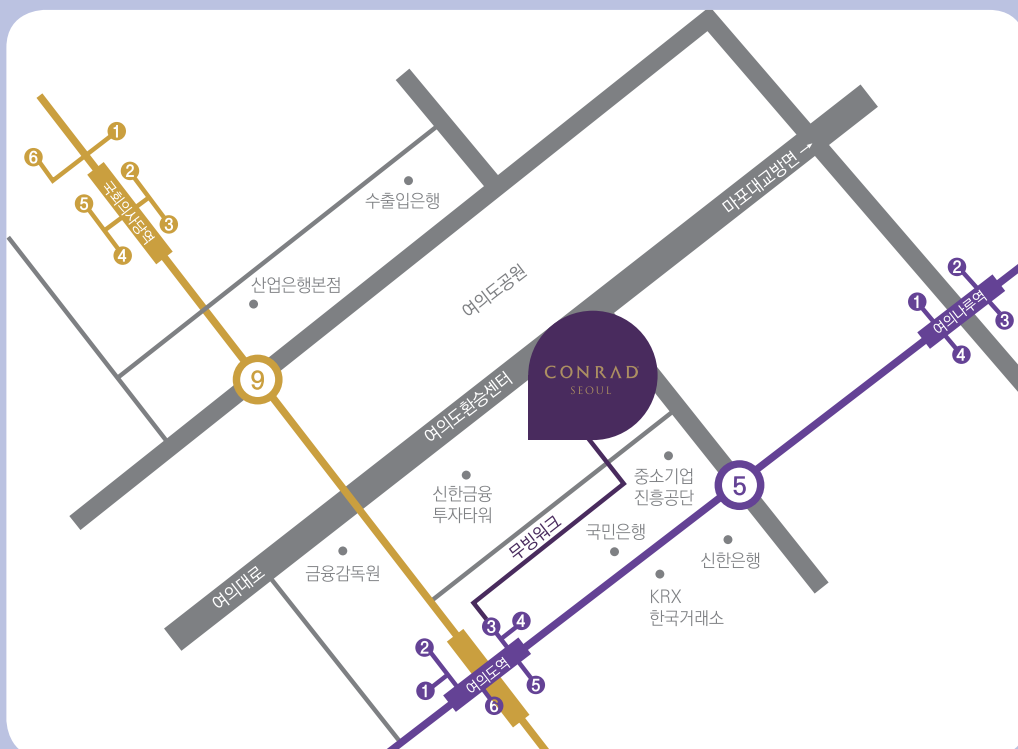 1
6
2
국회의사당역
5
3
4
수출입은행
마포대교방면 →
산업은행본점
여의도공원
2
1
여의나루역
3
4
9
CONRAD
SEOUL
여의도환승센터
신한금융
투자타워
중소기업
진흥공단
5
무빙워크
국민은행
신한은행
금융감독원
여의대로
KRX
한국거래소
3
4
2
여의도역
1
5
6